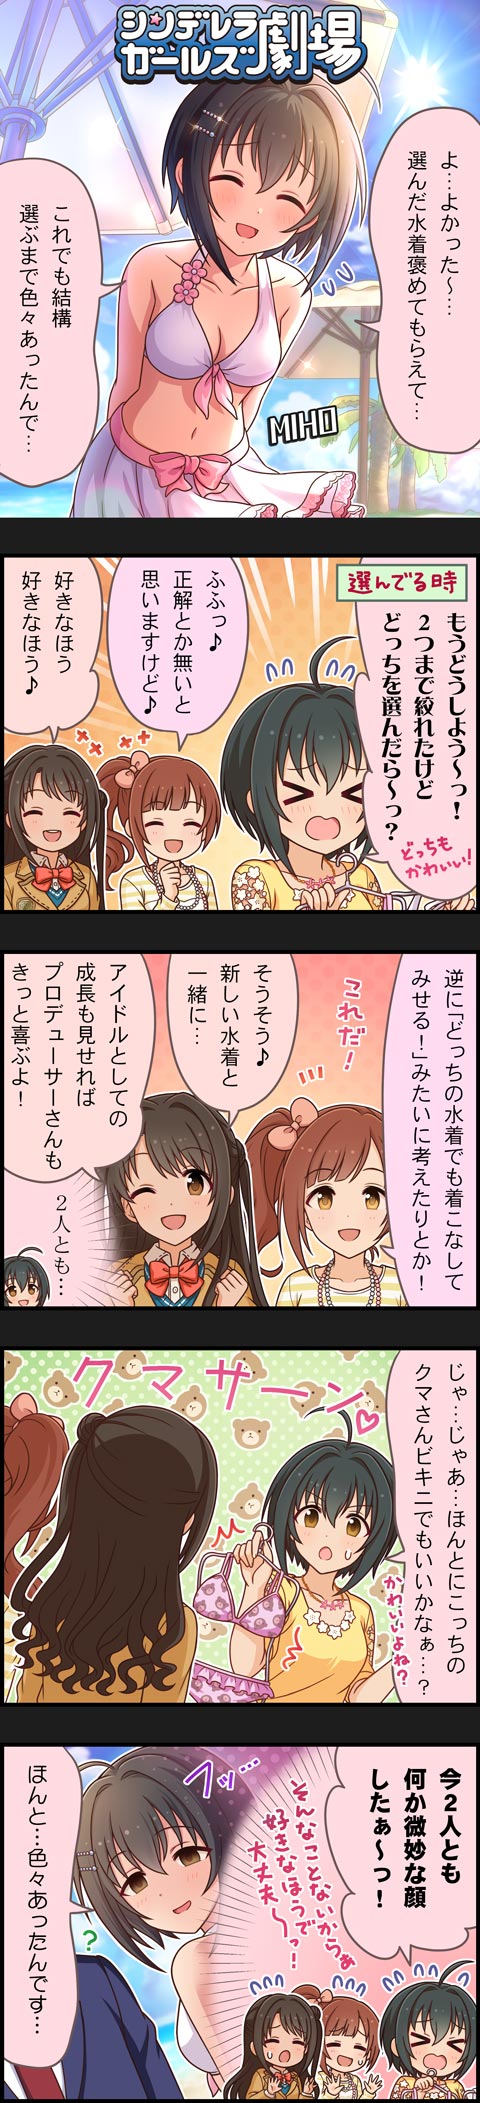 シンデレラ
ガールズ劇場
よ…よかった～…
選んだ水着褒めてもらえて…
これでも結構
選ぶまで色々あったんで…
MIHO
選んでる時
もうどうしよう～っ！
2つまで絞れたけど
どっちを選んだら～っ？
どっちも
かわいい！
ふふっ♪
正解とか無いと
思いますけど♪
好きなほう
好きなほう♪
逆に「どっちの水着でも着こなして
みせる！」みたいに考えたりとか！
これだ！
そうそう♪
新しい水着と
一緒に…
アイドルとしての
成長も見せれば
プロデューサーさんも
きっと喜ぶよ！
2人とも…
じゃ…じゃあ…ほんとにこっちの
クマさんビキニでもいいかなぁ…？
かわいいよね？
クマサーン♡
今2人とも
何か微妙な顔
したぁ～っ！
そんなことないからぁ
好きなほうで
大丈夫～っ！
ヘッ…
?
ほんと…色々あったんです…